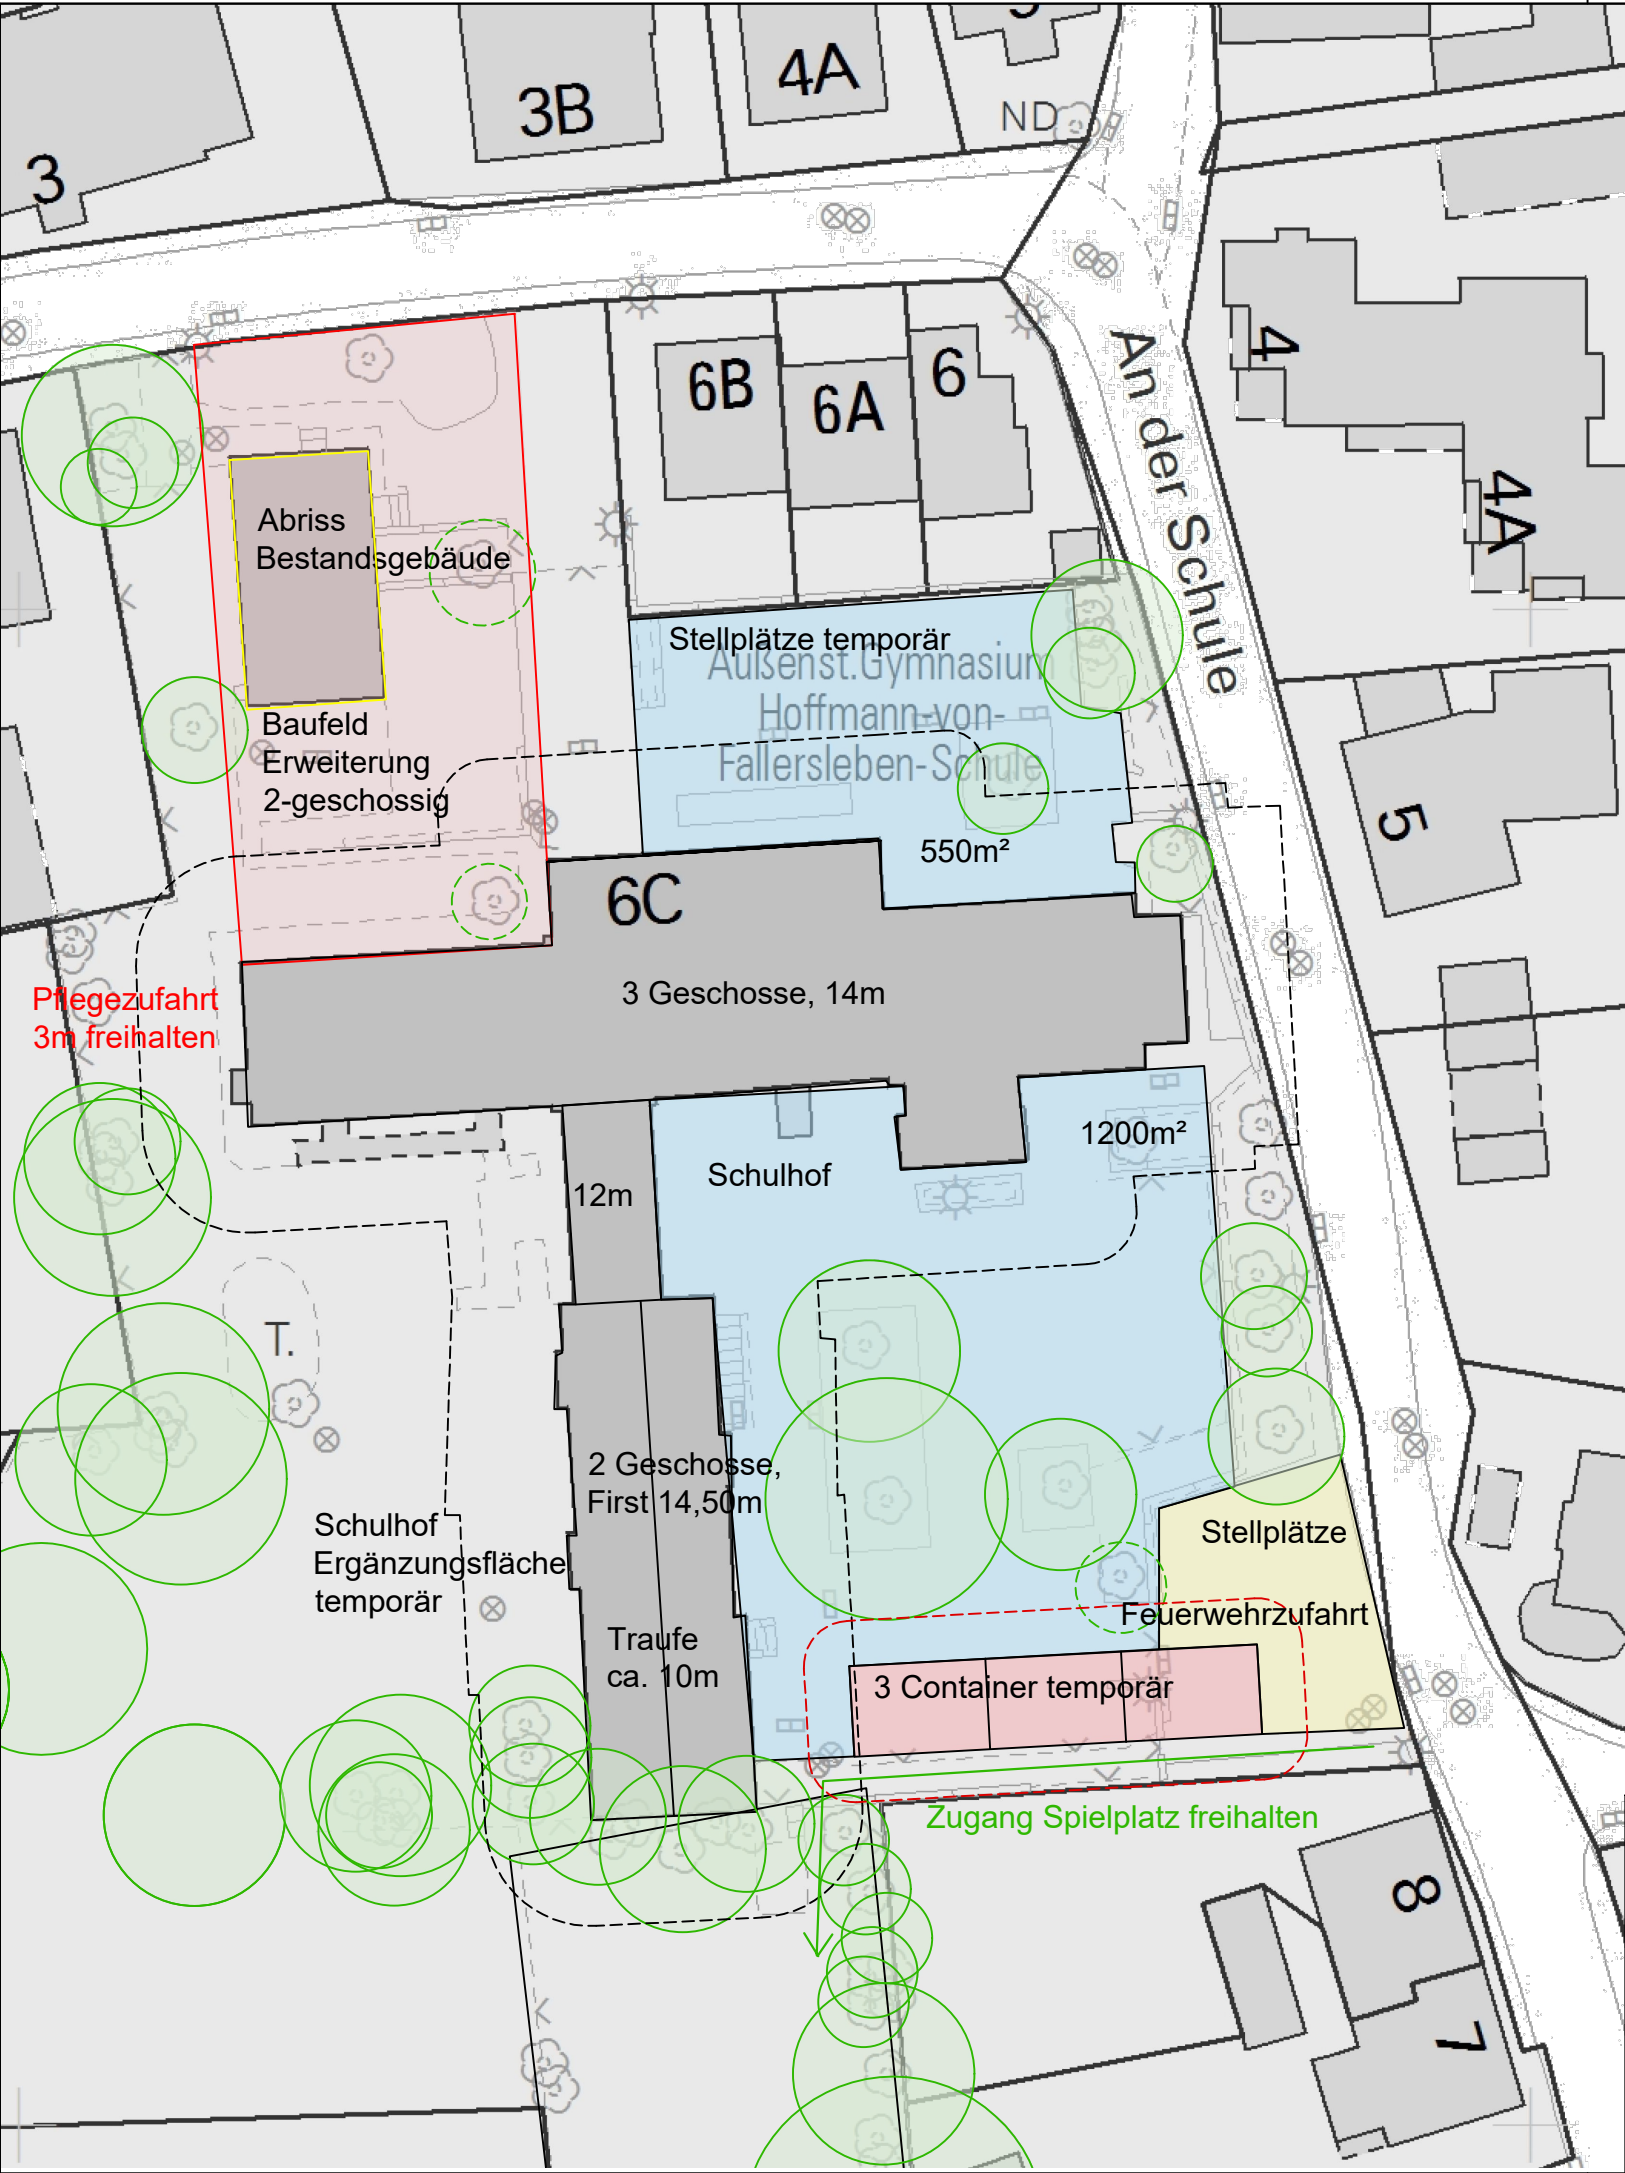 3
3B
4A
ND
6B
6A
6
4
4A
An der Schule
Abriss
Bestandsgebäude
Stellplätze temporär
Außenst.Gymnasium
Hoffmann-von-
Fallersleben-Schule
Baufeld
Erweiterung
2-geschossig
550m²
5
6C
3 Geschosse, 14m
Pflegezufahrt
3m freihalten
1200m²
Schulhof
12m
T.
2 Geschosse,
First 14,50m
Schulhof
Ergänzungsfläche
temporär
Stellplätze
Feuerwehrzufahrt
Traufe
ca. 10m
3 Container temporär
Zugang Spielplatz freihalten
8
7